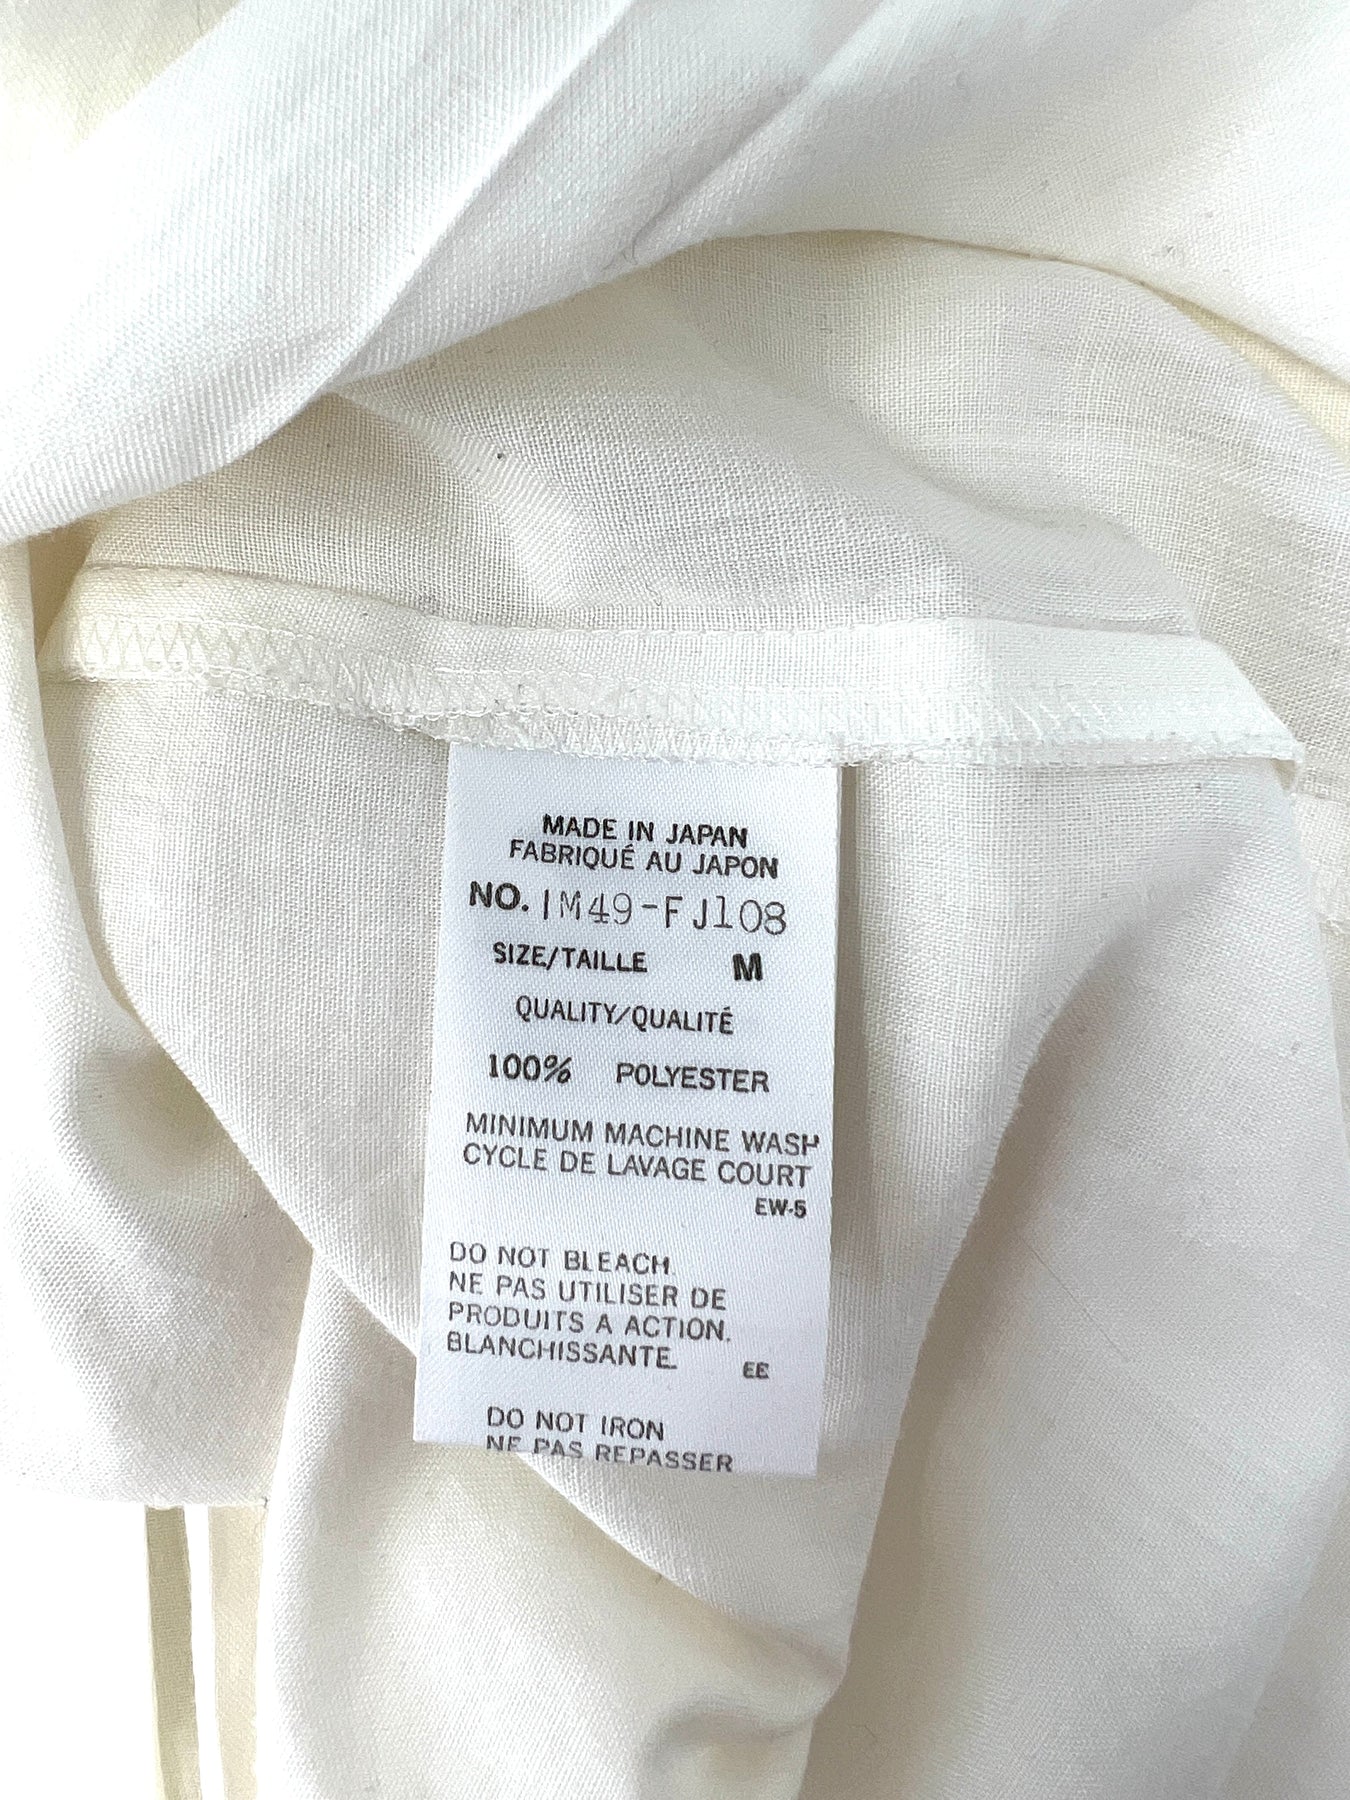 MADE IN JAPAN
FABRIQUÉ AU JAPON
NO. IM49-FJ108
SIZE/TAILLE M
QUALITY/QUALITÉ
100% POLYESTER
MINIMUM MACHINE WASH
CYCLE DE LAVAGE COURT
EW-5
DO NOT BLEACH.
NE PAS UTILISER DE
PRODUITS A ACTION.
BLANCHISSANTE.
EE
DO NOT IRON
NE PAS REPASSER